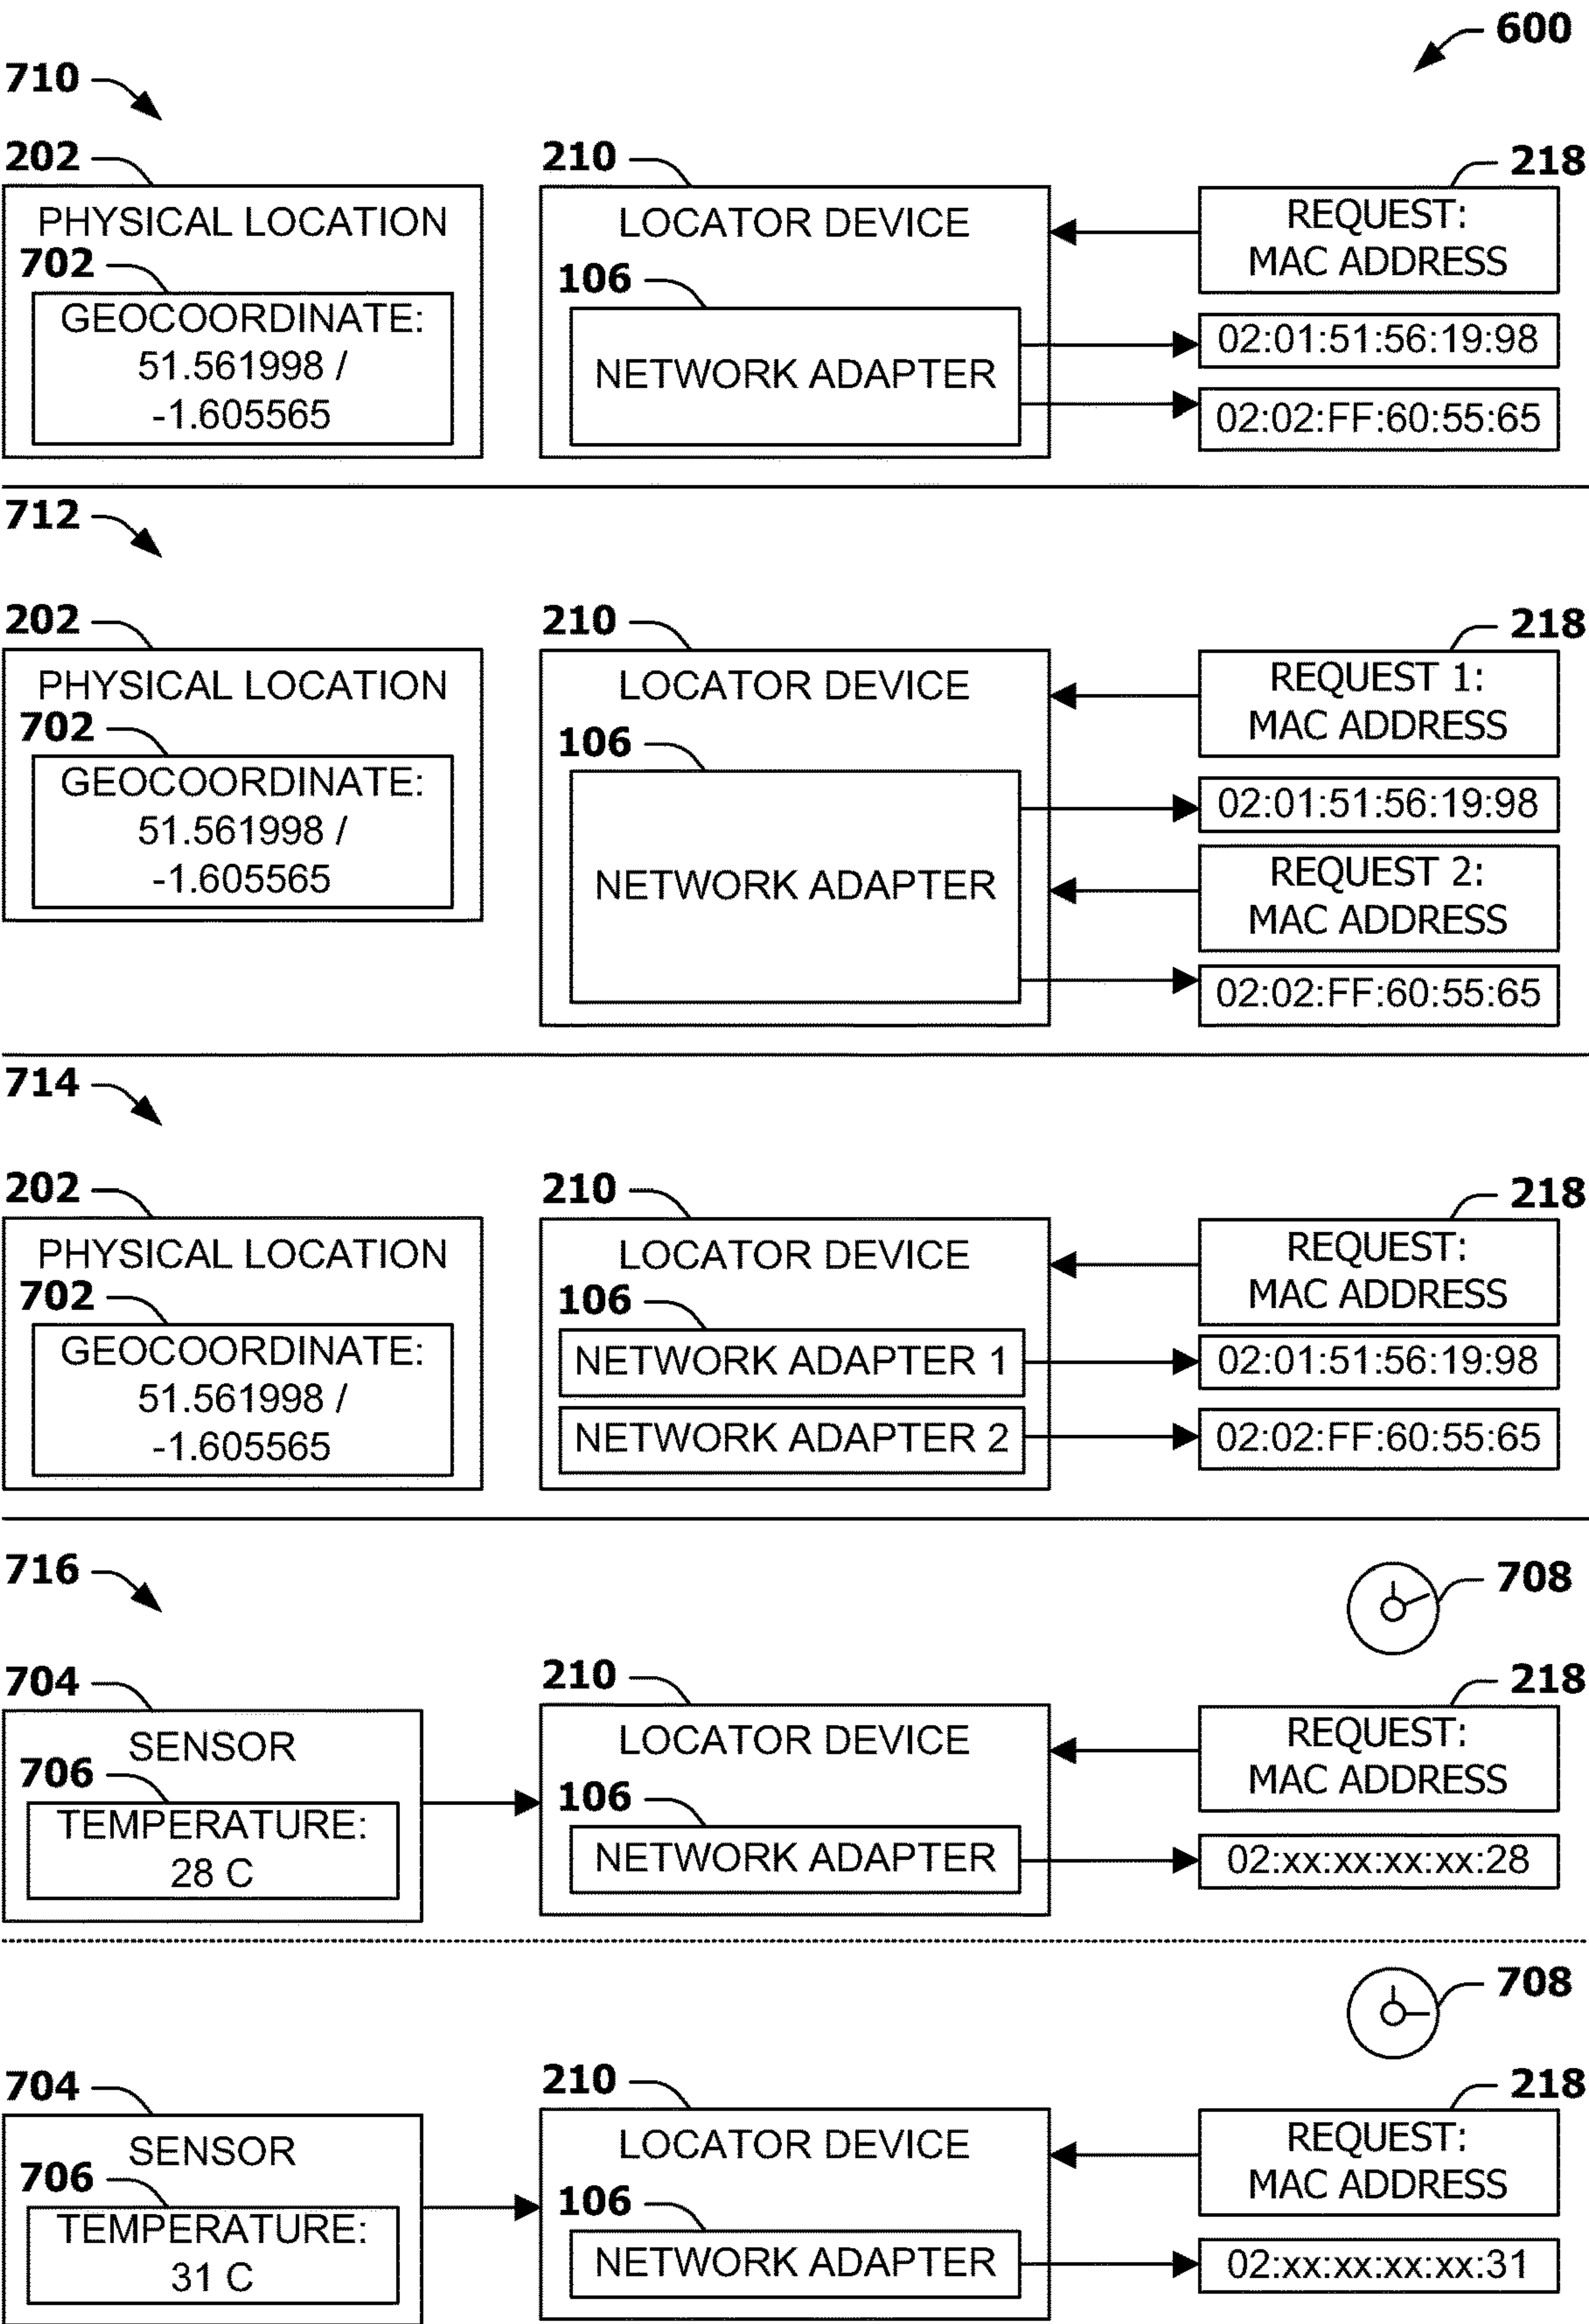 600
710
202
210
218
PHYSICAL LOCATION
702
GEOCOORDINATE:
51.561998 /
-1.605565
LOCATOR DEVICE
106
NETWORK ADAPTER
REQUEST:
MAC ADDRESS
02:01:51:56:19:98
02:02:FF:60:55:65
712
202
210
218
PHYSICAL LOCATION
702
GEOCOORDINATE:
51.561998 /
-1.605565
LOCATOR DEVICE
106
NETWORK ADAPTER
REQUEST 1:
MAC ADDRESS
02:01:51:56:19:98
REQUEST 2:
MAC ADDRESS
02:02:FF:60:55:65
714
202
210
218
PHYSICAL LOCATION
702
GEOCOORDINATE:
51.561998 /
-1.605565
LOCATOR DEVICE
106
NETWORK ADAPTER 1
NETWORK ADAPTER 2
REQUEST:
MAC ADDRESS
02:01:51:56:19:98
02:02:FF:60:55:65
716
708
704
210
218
SENSOR
706
TEMPERATURE:
28 C
LOCATOR DEVICE
106
NETWORK ADAPTER
REQUEST:
MAC ADDRESS
02:xx:xx:xx:xx:28
708
704
210
218
SENSOR
706
TEMPERATURE:
31 C
LOCATOR DEVICE
106
NETWORK ADAPTER
REQUEST:
MAC ADDRESS
02:xx:xx:xx:xx:31